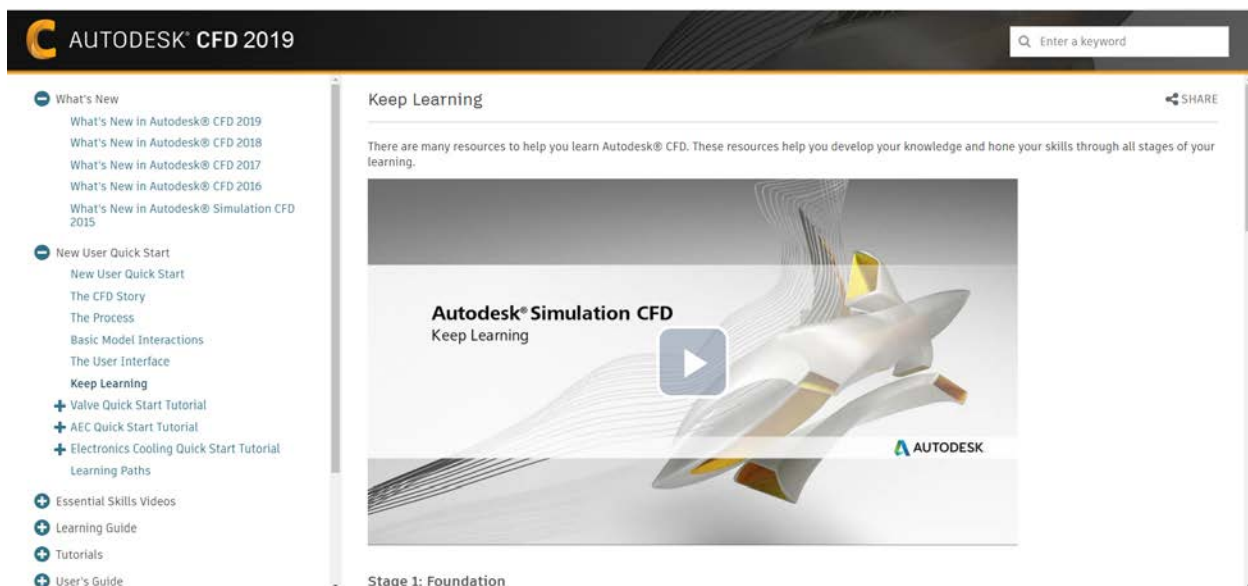 AUTODESK® CFD 2019
Enter a keyword
What's New
What's New in Autodesk® CFD 2019
What's New in Autodesk® CFD 2018
What's New in Autodesk® CFD 2017
What's New in Autodesk® CFD 2016
What's New in Autodesk® Simulation CFD
2015
New User Quick Start
New User Quick Start
The CFD Story
The Process
Basic Model Interactions
The User Interface
Keep Learning
Valve Quick Start Tutorial
AEC Quick Start Tutorial
Electronics Cooling Quick Start Tutorial
Learning Paths
Essential Skills Videos
Learning Guide
Tutorials
User's Guide
Keep Learning
SHARE
There are many resources to help you learn Autodesk® CFD. These resources help you develop your knowledge and hone your skills through all stages of your
learning.
Autodesk® Simulation CFD
Keep Learning
AUTODESK
Stage 1: Foundation